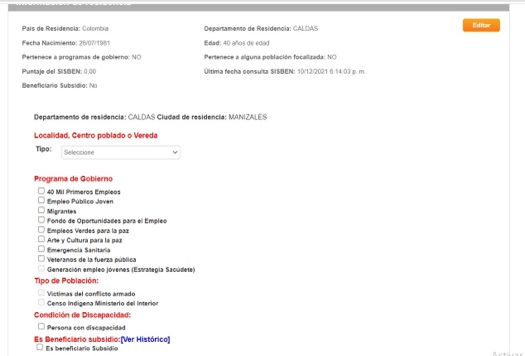 Información de residencia
País de Residencia: Colombia
Departamento de Residencia: CALDAS
Editar
Fecha Nacimiento: 26/07/1981
Edad: 40 años de edad
Pertenece a programas de gobierno: NO
Pertenece a alguna población focalizada: NO
Puntaje del SISBEN: 0,00
Última fecha consulta SISBEN: 10/12/2021 6:14:03 p. m.
Beneficiario Subsidio: No
Departamento de residencia: CALDAS Ciudad de residencia: MANIZALES
Localidad, Centro poblado o Vereda
Tipo: Seleccione
Programa de Gobierno
40 Mil Primeros Empleos
Empleo Público Joven
Migrantes
Fondo de Oportunidades para el Empleo
Empleos Verdes para la paz
Arte y Cultura para la paz
Emergencia Sanitaria
Veteranos de la fuerza pública
Generación empleo jóvenes (Estrategia Sacúdete)
Tipo de Población:
Víctimas del conflicto armado
Censo Indígena Ministerio del Interior
Condición de Discapacidad:
Persona con discapacidad
Es Beneficiario subsidio:[Ver Histórico]
Es beneficiario Subsidio